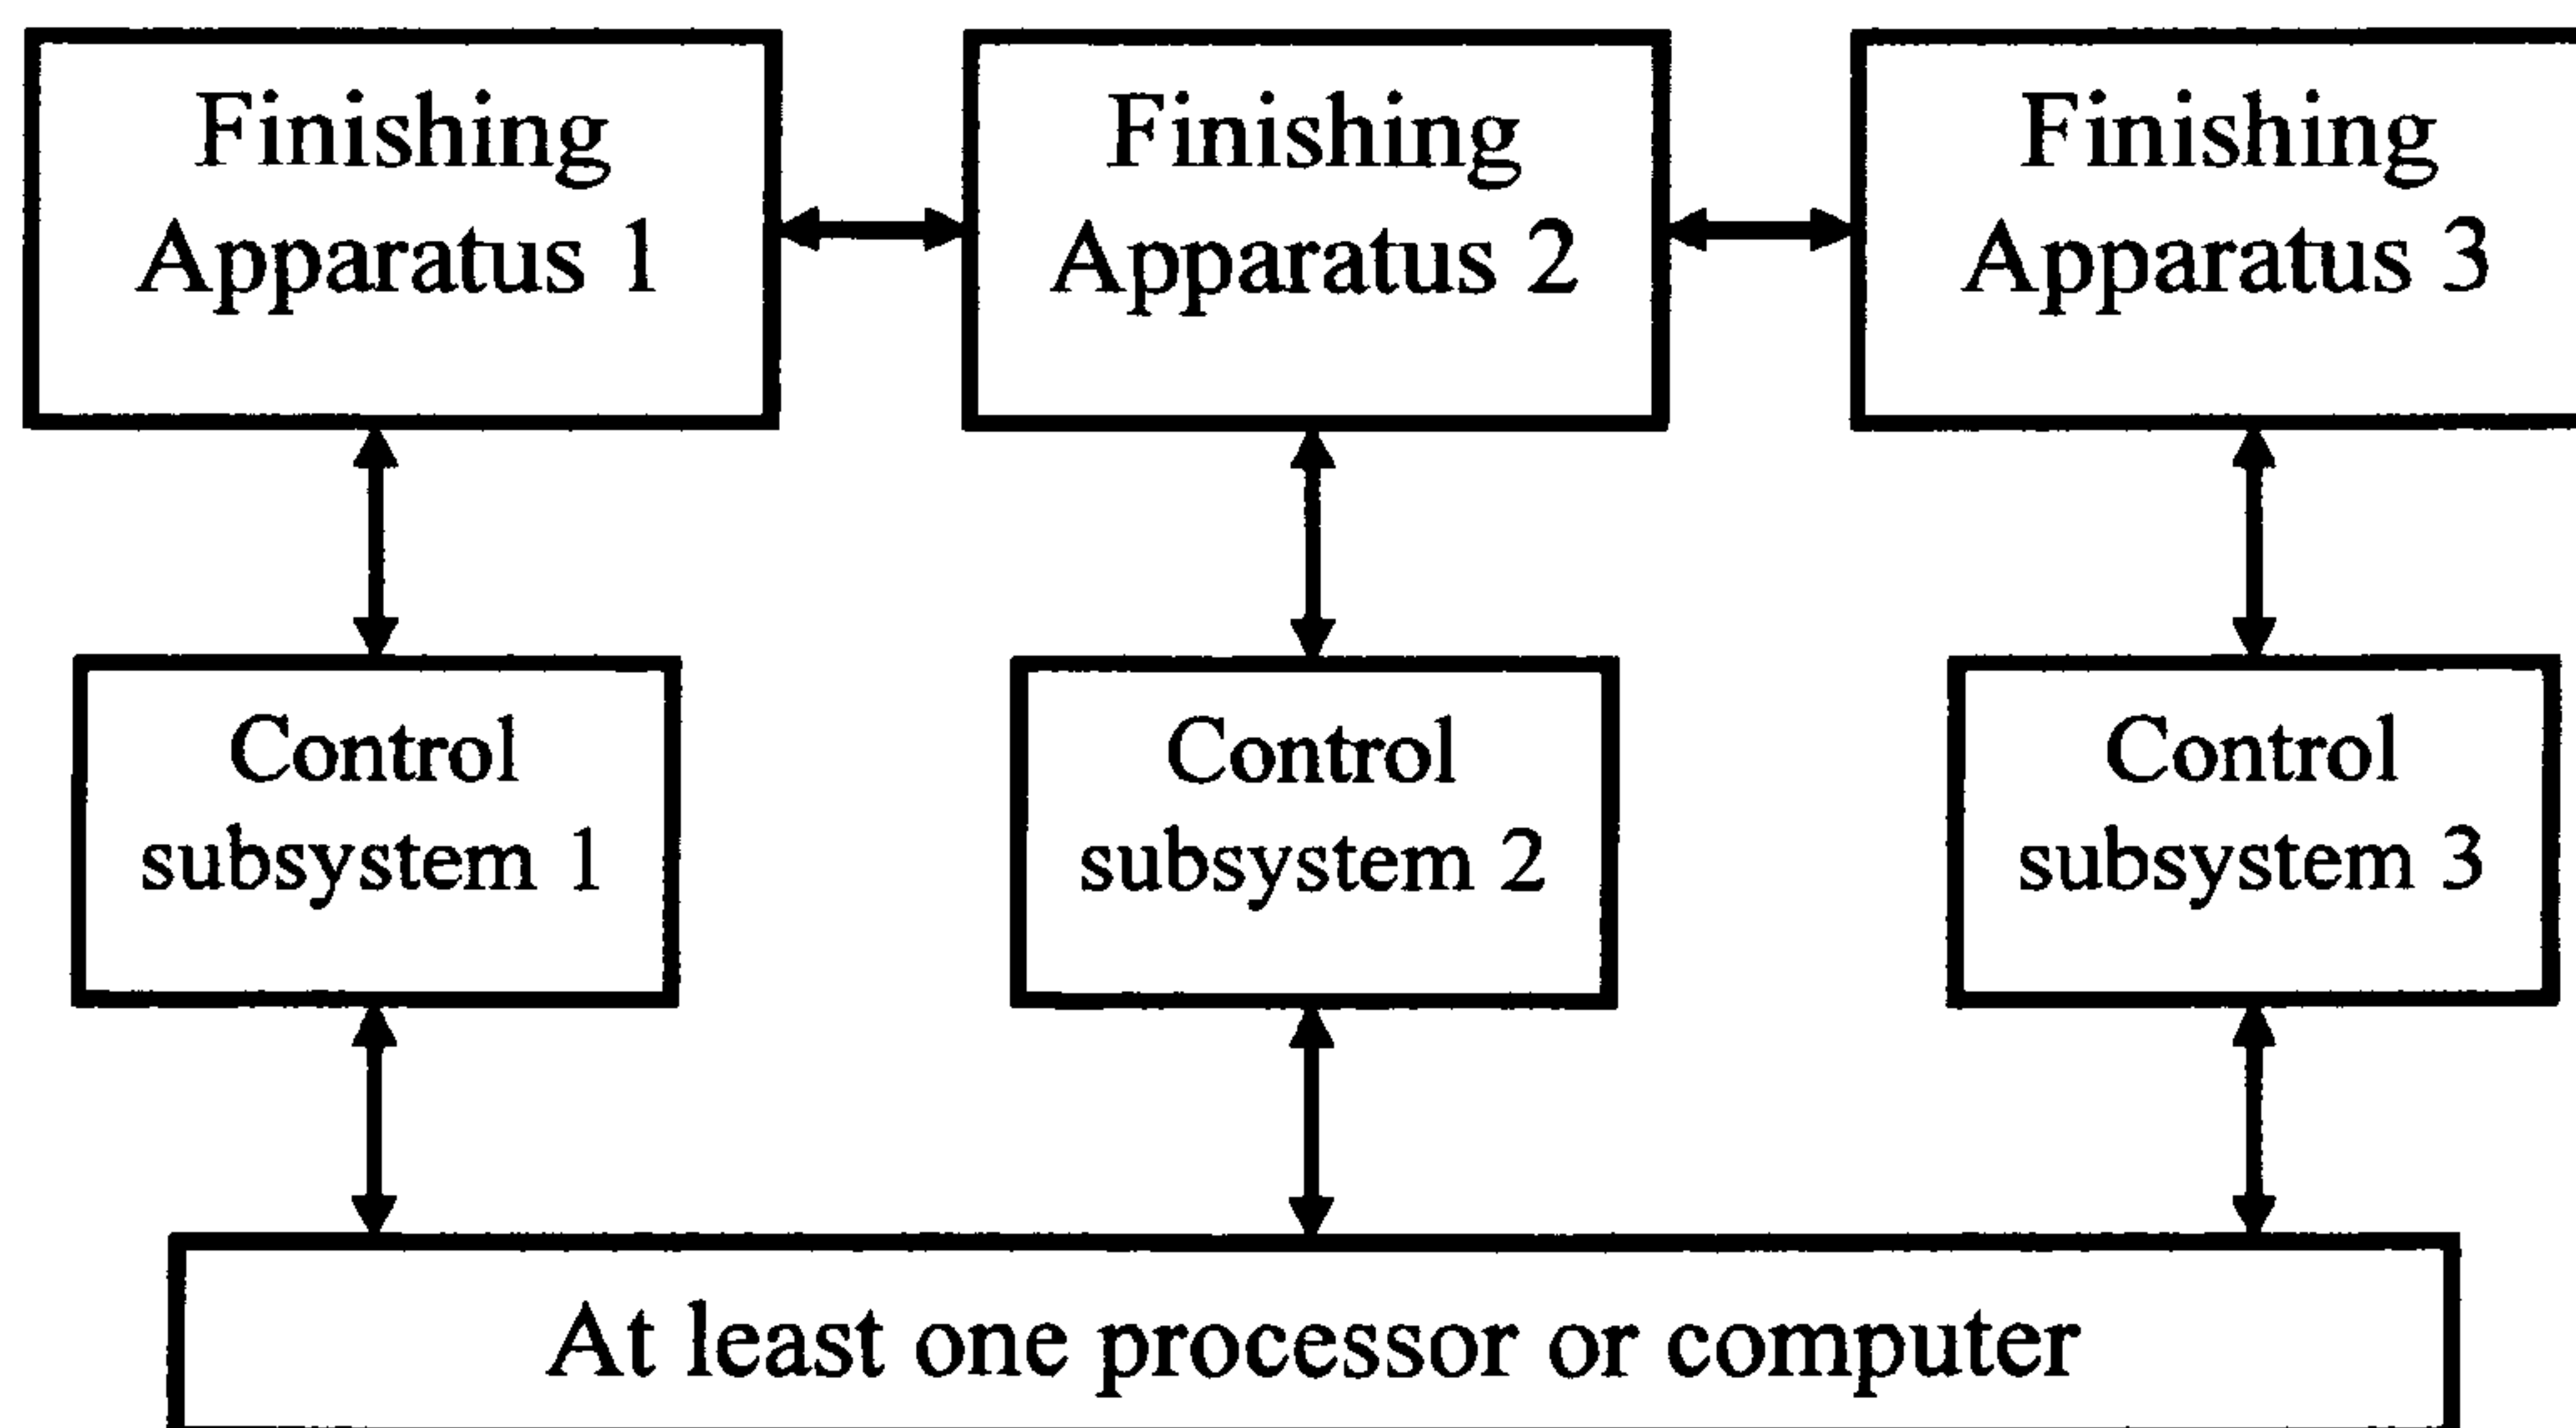 Finishing
Apparatus 1
Finishing
Apparatus 2
Finishing
Apparatus 3
Control
subsystem 1
Control
subsystem 2
Control
subsystem 3
At least one processor or computer